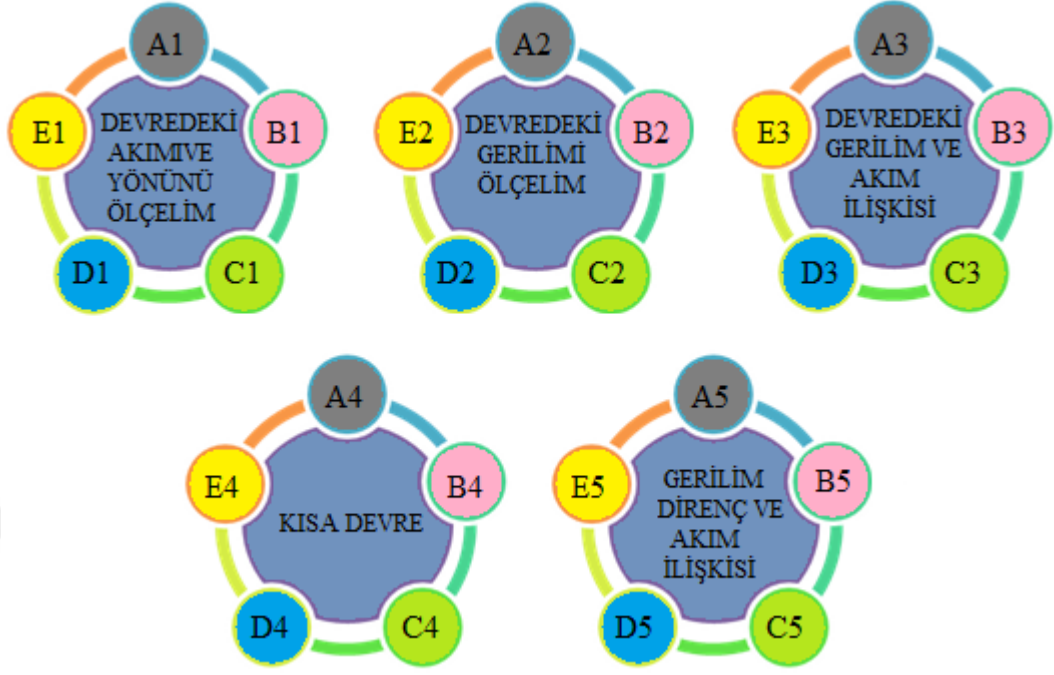 A1
E1
B1
DEVREDEKİ
AKIMIVE
YÖNÜNÜ
ÖLÇELİM
D1
C1
A2
E2
B2
DEVREDEKİ
GERİLİMİ
ÖLÇELİM
D2
C2
A3
E3
B3
DEVREDEKİ
GERİLİM VE
AKIM
İLİŞKİSİ
D3
C3
A4
E4
B4
KISA DEVRE
D4
C4
A5
E5
B5
GERİLİM
DİRENÇ VE
AKIM
İLİŞKİSİ
D5
C5